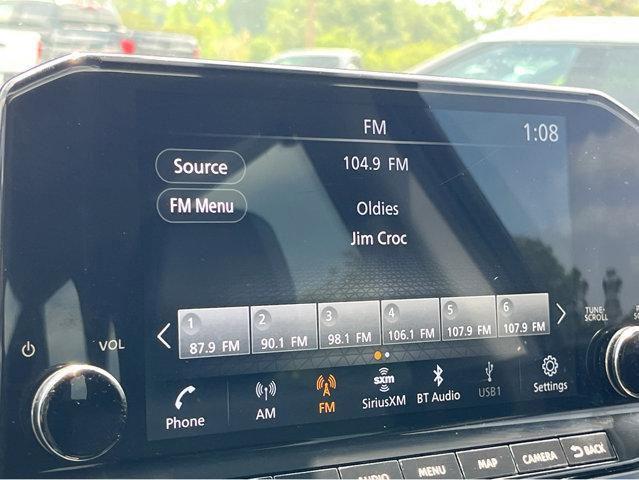 FM
1:08
Source
104.9 FM
FM Menu
Oldies
Jim Croc
1 2 3 4 5 6
87.9 FM 90.1 FM 98.1 FM 106.1 FM 107.9 FM 107.9 FM
TUNE·
SCROLL
VOL
sxm
Phone AM FM SiriusXM BT Audio USB1 Settings
AUDIO MENU MAP CAMERA BACK